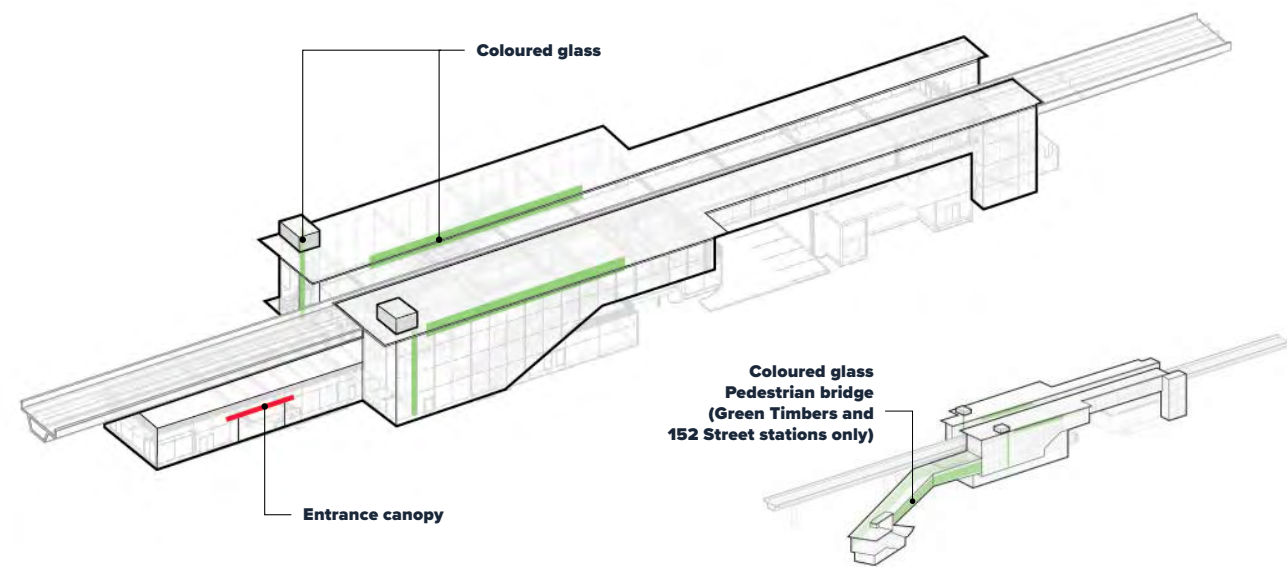 Coloured glass
Coloured glass
Pedestrian bridge
(Green Timbers and
152 Street stations only)
Entrance canopy